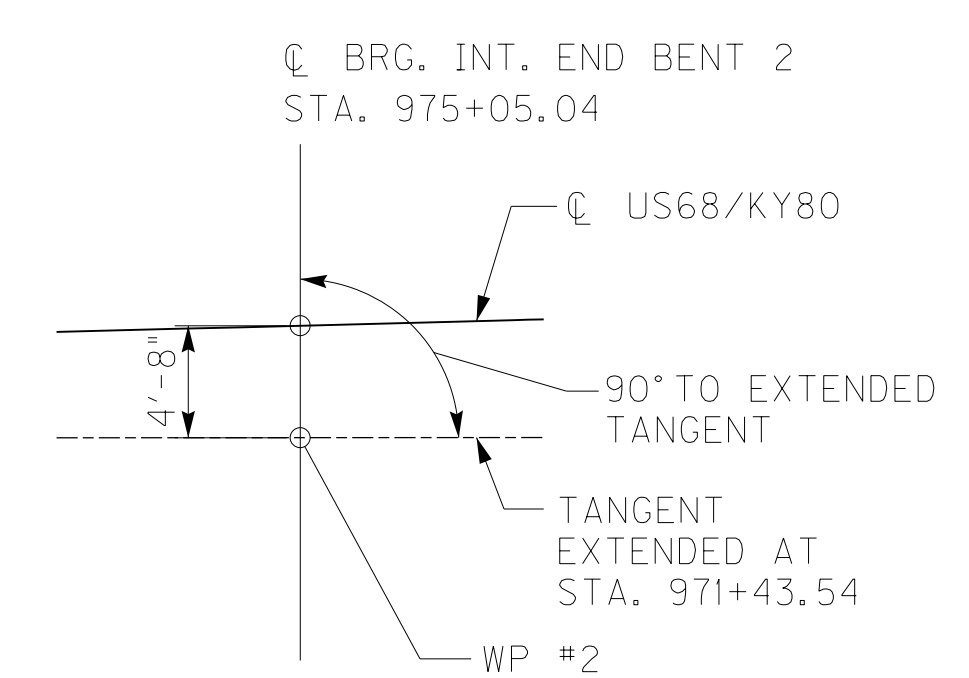 ℄ BRG. INT. END BENT 2
STA. 975+05.04
℄ US68/KY80
4'-8"
90° TO EXTENDED
TANGENT
TANGENT
EXTENDED AT
STA. 971+43.54
WP #2